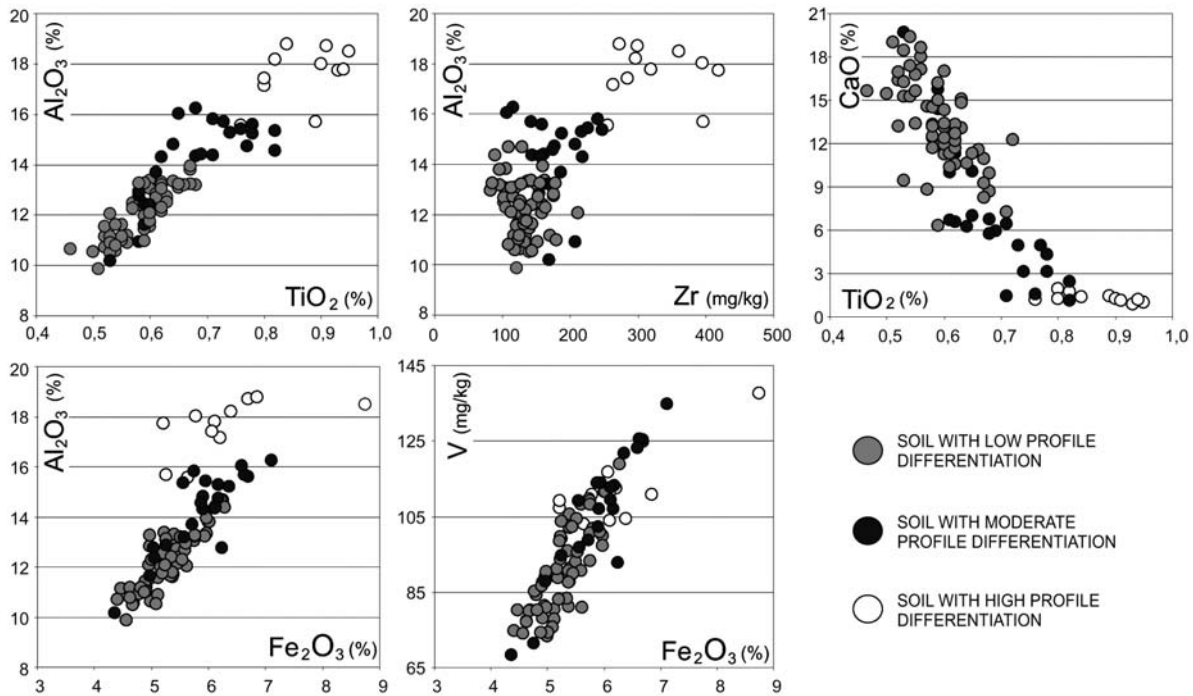 20
18
16
14
12
10
8
Al₂O₃ (%)
TiO₂ (%)
0,4 0,5 0,6 0,7 0,8 0,9 1,0
20
18
16
14
12
10
8
Al₂O₃ (%)
Zr (mg/kg)
0 100 200 300 400 500
21
18
15
12
9
6
3
0
CaO (%)
TiO₂ (%)
0,4 0,5 0,6 0,7 0,8 0,9 1,0
20
18
16
14
12
10
8
Al₂O₃ (%)
Fe₂O₃ (%)
3 4 5 6 7 8 9
145
125
105
85
65
V (mg/kg)
Fe₂O₃ (%)
4 5 6 7 8 9
SOIL WITH LOW PROFILE
DIFFERENTIATION
SOIL WITH MODERATE
PROFILE DIFFERENTIATION
SOIL WITH HIGH PROFILE
DIFFERENTIATION